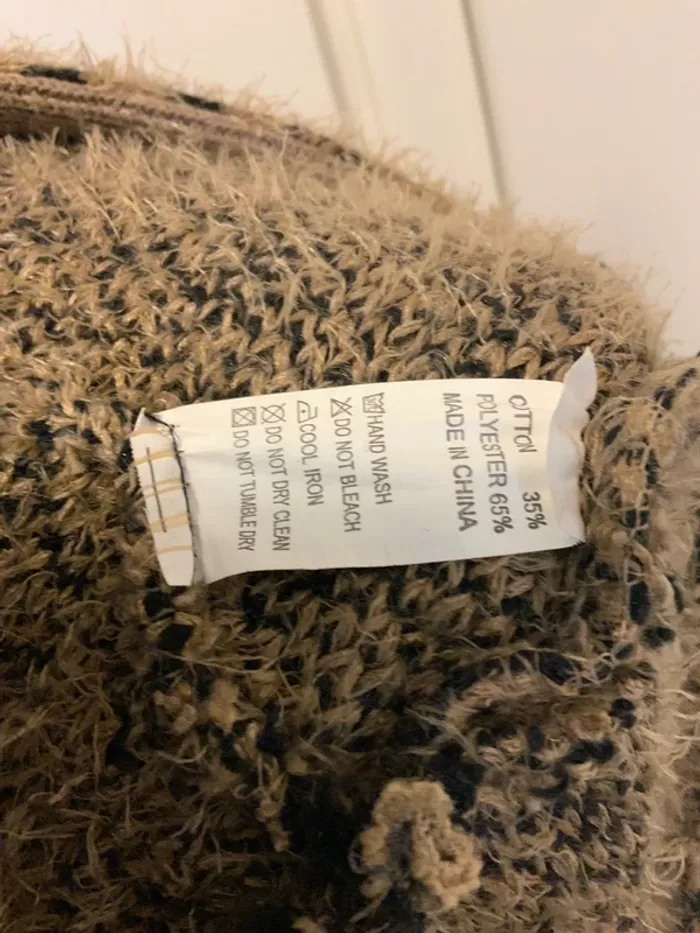 COTTON 35%
POLYESTER 65%
MADE IN CHINA
HAND WASH
DO NOT BLEACH
COOL IRON
DO NOT DRY CLEAN
DO NOT TUMBLE DRY